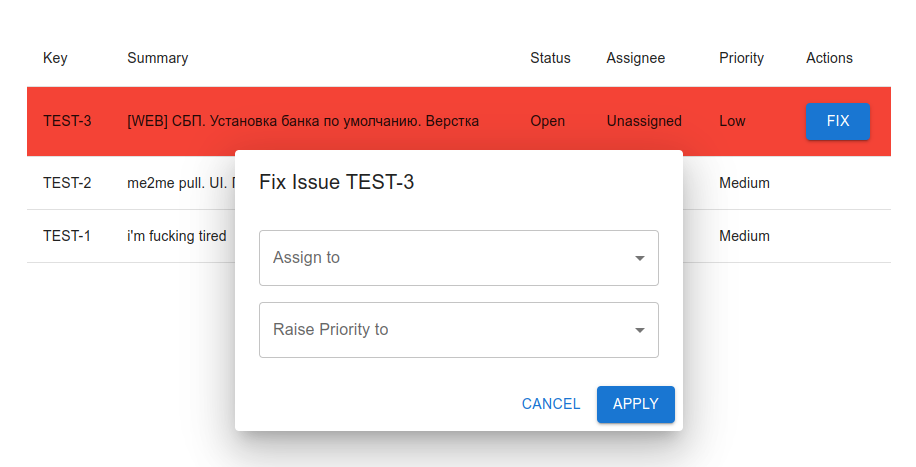 Key Summary Status Assignee Priority Actions
TEST-3 [WEB] СБП. Установка банка по умолчанию. Верстка Open Unassigned Low FIX
TEST-2 me2me pull. UI. Medium
TEST-1 i'm fucking tired Medium
Fix Issue TEST-3
Assign to
Raise Priority to
CANCEL APPLY